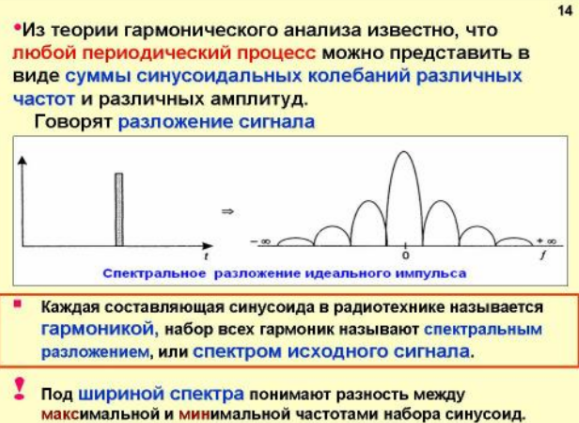 14
•Из теории гармонического анализа известно, что
любой периодический процесс можно представить в
виде суммы синусоидальных колебаний различных
частот и различных амплитуд.
Говорят разложение сигнала
⇒
- ∞ + ∞
t 0 f
Спектральное разложение идеального импульса
▪ Каждая составляющая синусоида в радиотехнике называется
гармоникой, набор всех гармоник называют спектральным
разложением, или спектром исходного сигнала.
! Под шириной спектра понимают разность между
максимальной и минимальной частотами набора синусоид.